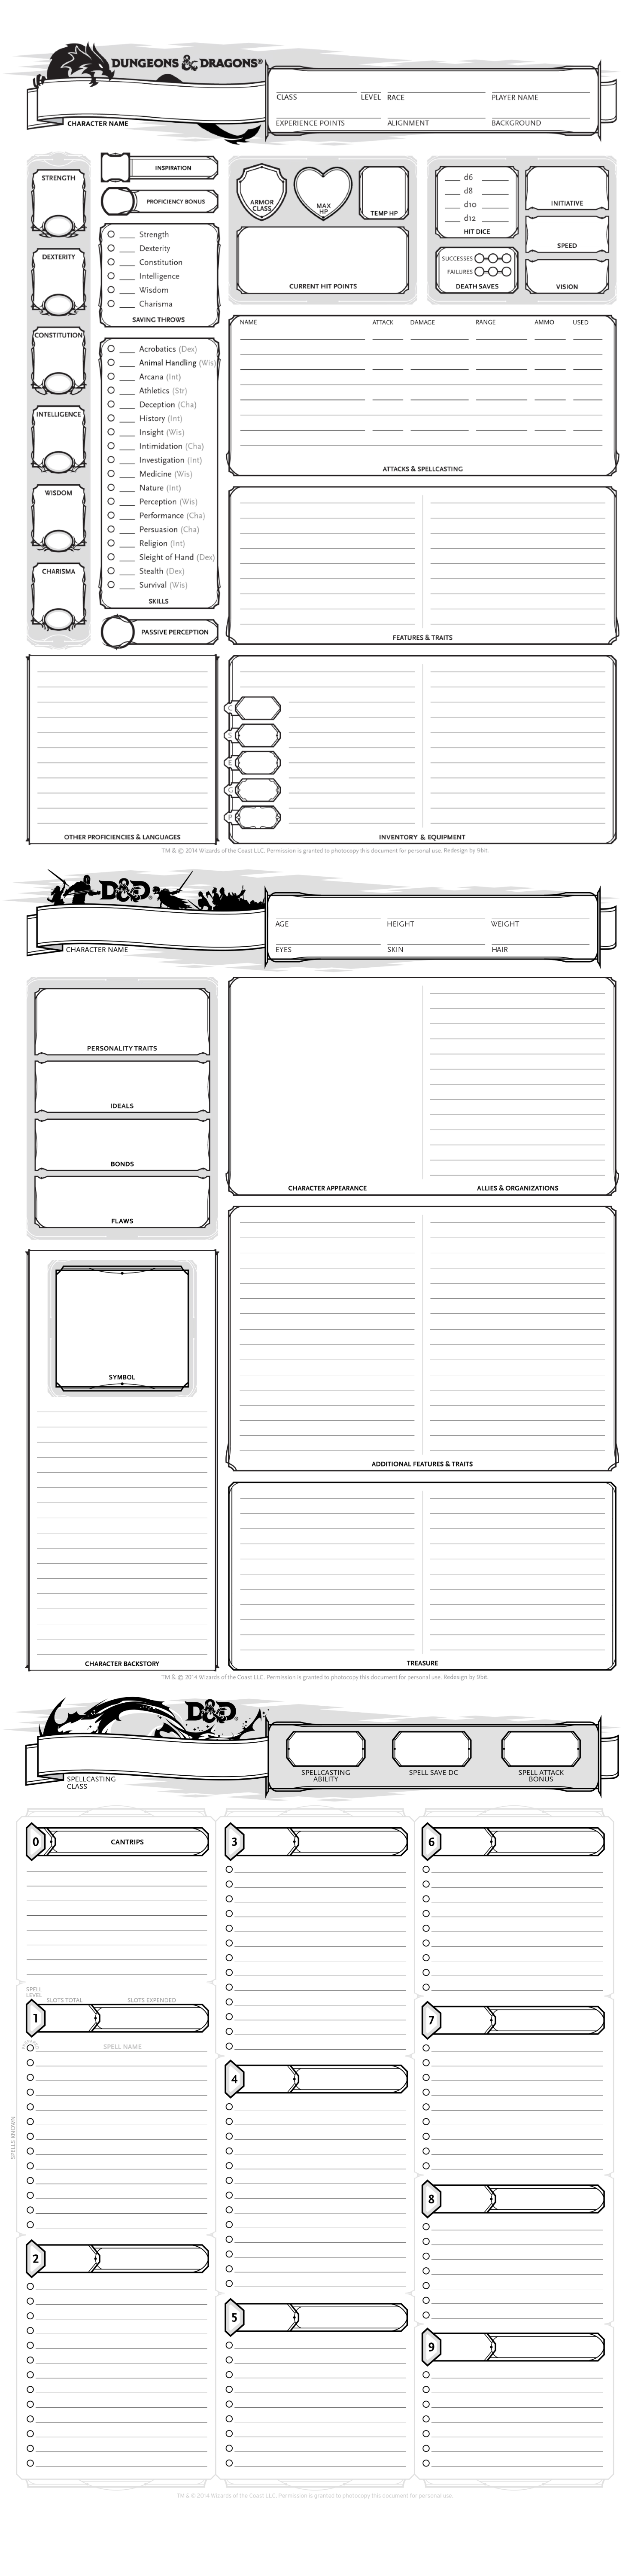 DUNGEONS & DRAGONS®
CHARACTER NAME
CLASS LEVEL RACE PLAYER NAME
EXPERIENCE POINTS ALIGNMENT BACKGROUND
STRENGTH
DEXTERITY
CONSTITUTION
INTELLIGENCE
WISDOM
CHARISMA
INSPIRATION
PROFICIENCY BONUS
Strength
Dexterity
Constitution
Intelligence
Wisdom
Charisma
SAVING THROWS
Acrobatics (Dex)
Animal Handling (Wis)
Arcana (Int)
Athletics (Str)
Deception (Cha)
History (Int)
Insight (Wis)
Intimidation (Cha)
Investigation (Int)
Medicine (Wis)
Nature (Int)
Perception (Wis)
Performance (Cha)
Persuasion (Cha)
Religion (Int)
Sleight of Hand (Dex)
Stealth (Dex)
Survival (Wis)
SKILLS
PASSIVE PERCEPTION
ARMOR
CLASS
MAX
HP
TEMP HP
CURRENT HIT POINTS
d6
d8
d10
d12
HIT DICE
SUCCESSES
FAILURES
DEATH SAVES
INITIATIVE
SPEED
VISION
NAME ATTACK DAMAGE RANGE AMMO USED
ATTACKS & SPELLCASTING
FEATURES & TRAITS
OTHER PROFICIENCIES & LANGUAGES
C
S
E
G
P
INVENTORY & EQUIPMENT
TM & © 2014 Wizards of the Coast LLC. Permission is granted to photocopy this document for personal use. Redesign by 9bit.
D&D®
CHARACTER NAME
AGE HEIGHT WEIGHT
EYES SKIN HAIR
PERSONALITY TRAITS
IDEALS
BONDS
FLAWS
SYMBOL
CHARACTER BACKSTORY
CHARACTER APPEARANCE
ALLIES & ORGANIZATIONS
ADDITIONAL FEATURES & TRAITS
TREASURE
TM & © 2014 Wizards of the Coast LLC. Permission is granted to photocopy this document for personal use. Redesign by 9bit.
D&D®
SPELLCASTING
CLASS
SPELLCASTING
ABILITY
SPELL SAVE DC
SPELL ATTACK
BONUS
0 CANTRIPS
SPELL
LEVEL
SLOTS TOTAL SLOTS EXPENDED
1
SPELL NAME
SPELLS KNOWN
2
3
4
5
6
7
8
9
TM & © 2014 Wizards of the Coast LLC. Permission is granted to photocopy this document for personal use.